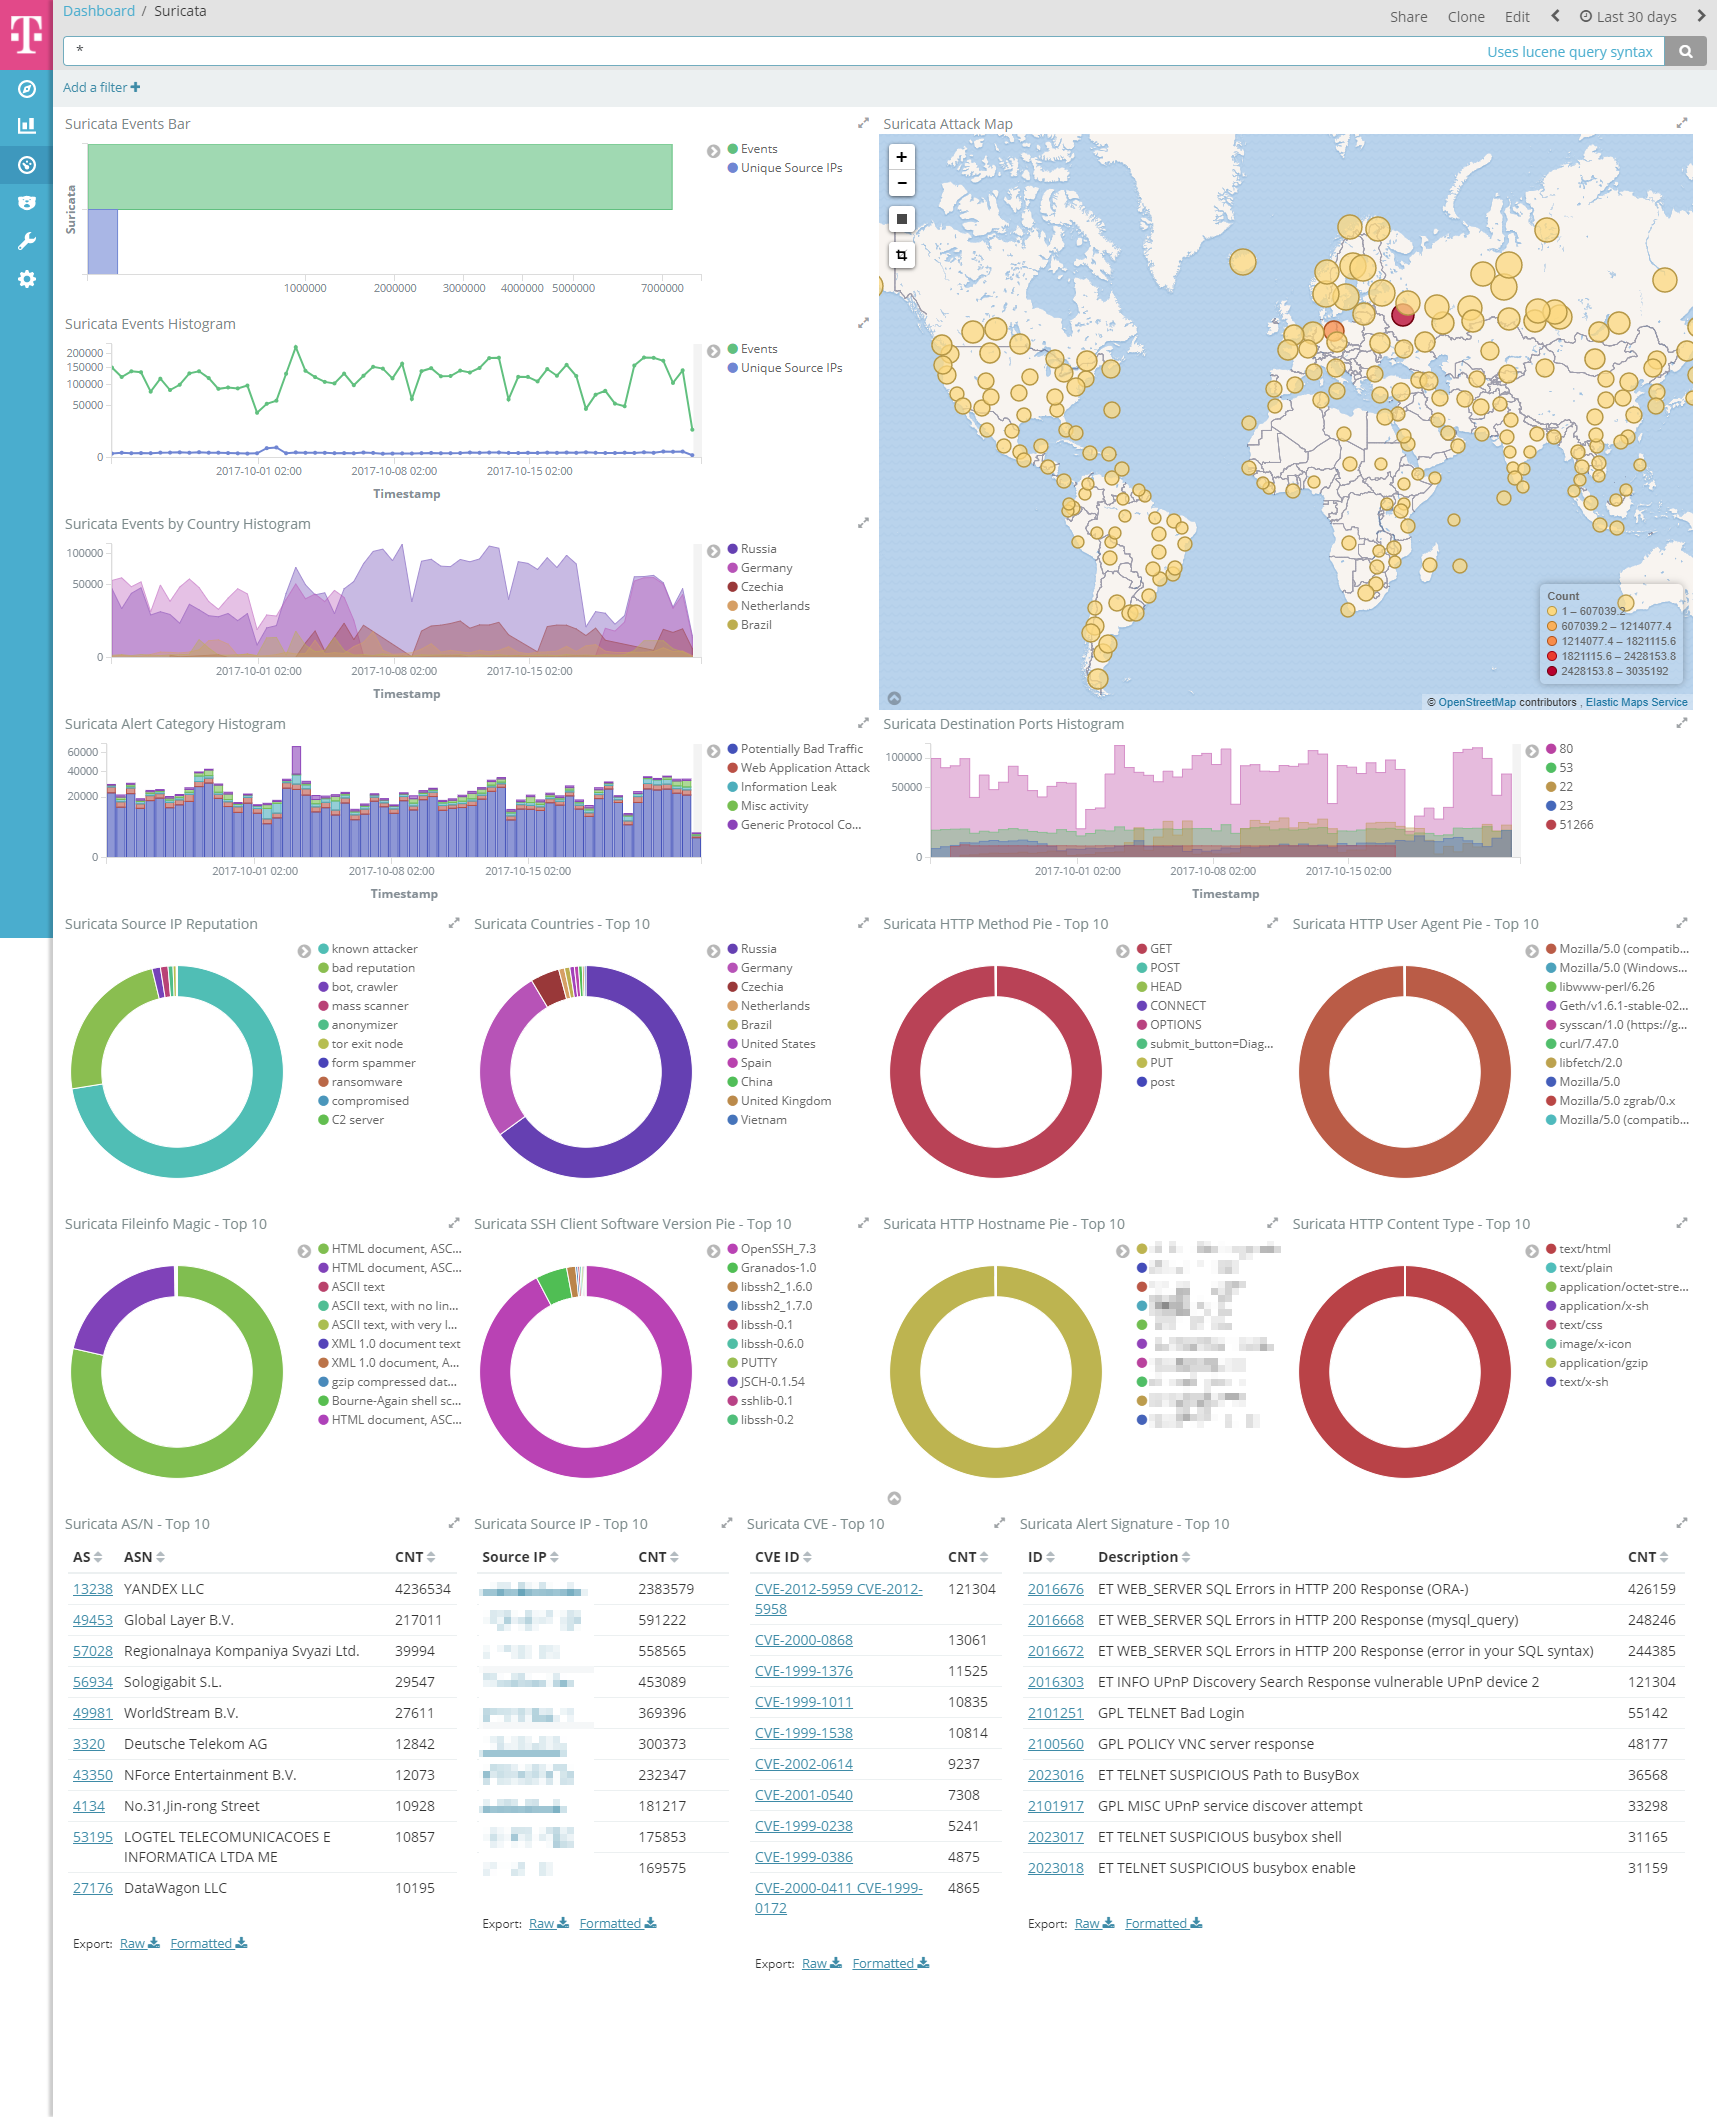 Dashboard / Suricata
Share Clone Edit Last 30 days
* Uses lucene query syntax
Add a filter +
Suricata Events Bar
Suricata
1000000 2000000 3000000 4000000 5000000 7000000
Events
Unique Source IPs
Suricata Attack Map
+
−
Count
1 – 607039.2
607039.2 – 1214077.4
1214077.4 – 1821115.6
1821115.6 – 2428153.8
2428153.8 – 3035192
© OpenStreetMap contributors , Elastic Maps Service
Suricata Events Histogram
200000
150000
100000
50000
0
2017-10-01 02:00 2017-10-08 02:00 2017-10-15 02:00
Timestamp
Events
Unique Source IPs
Suricata Events by Country Histogram
100000
50000
0
2017-10-01 02:00 2017-10-08 02:00 2017-10-15 02:00
Timestamp
Russia
Germany
Czechia
Netherlands
Brazil
Suricata Alert Category Histogram
60000
40000
20000
0
2017-10-01 02:00 2017-10-08 02:00 2017-10-15 02:00
Timestamp
Potentially Bad Traffic
Web Application Attack
Information Leak
Misc activity
Generic Protocol Co...
Suricata Destination Ports Histogram
100000
50000
0
2017-10-01 02:00 2017-10-08 02:00 2017-10-15 02:00
Timestamp
80
53
22
23
51266
Suricata Source IP Reputation
known attacker
bad reputation
bot, crawler
mass scanner
anonymizer
tor exit node
form spammer
ransomware
compromised
C2 server
Suricata Countries - Top 10
Russia
Germany
Czechia
Netherlands
Brazil
United States
Spain
China
United Kingdom
Vietnam
Suricata HTTP Method Pie - Top 10
GET
POST
HEAD
CONNECT
OPTIONS
submit_button=Diag...
PUT
post
Suricata HTTP User Agent Pie - Top 10
Mozilla/5.0 (compatib...
Mozilla/5.0 (Windows...
libwww-perl/6.26
Geth/v1.6.1-stable-02...
sysscan/1.0 (https://g...
curl/7.47.0
libfetch/2.0
Mozilla/5.0
Mozilla/5.0 zgrab/0.x
Mozilla/5.0 (compatib...
Suricata Fileinfo Magic - Top 10
HTML document, ASC...
HTML document, ASC...
ASCII text
ASCII text, with no lin...
ASCII text, with very l...
XML 1.0 document text
XML 1.0 document, A...
gzip compressed dat...
Bourne-Again shell sc...
HTML document, ASC...
Suricata SSH Client Software Version Pie - Top 10
OpenSSH_7.3
Granados-1.0
libssh2_1.6.0
libssh2_1.7.0
libssh-0.1
libssh-0.6.0
PUTTY
JSCH-0.1.54
sshlib-0.1
libssh-0.2
Suricata HTTP Hostname Pie - Top 10
Suricata HTTP Content Type - Top 10
text/html
text/plain
application/octet-stre...
application/x-sh
text/css
image/x-icon
application/gzip
text/x-sh
Suricata AS/N - Top 10
AS ASN CNT
13238 YANDEX LLC 4236534
49453 Global Layer B.V. 217011
57028 Regionalnaya Kompaniya Svyazi Ltd. 39994
56934 Sologigabit S.L. 29547
49981 WorldStream B.V. 27611
3320 Deutsche Telekom AG 12842
43350 NForce Entertainment B.V. 12073
4134 No.31,Jin-rong Street 10928
53195 LOGTEL TELECOMUNICACOES E 10857
INFORMATICA LTDA ME
27176 DataWagon LLC 10195
Export: Raw Formatted
Suricata Source IP - Top 10
Source IP CNT
2383579
591222
558565
453089
369396
300373
232347
181217
175853
169575
Export: Raw Formatted
Suricata CVE - Top 10
CVE ID CNT
CVE-2012-5959 CVE-2012- 121304
5958
CVE-2000-0868 13061
CVE-1999-1376 11525
CVE-1999-1011 10835
CVE-1999-1538 10814
CVE-2002-0614 9237
CVE-2001-0540 7308
CVE-1999-0238 5241
CVE-1999-0386 4875
CVE-2000-0411 CVE-1999- 4865
0172
Export: Raw Formatted
Suricata Alert Signature - Top 10
ID Description CNT
2016676 ET WEB_SERVER SQL Errors in HTTP 200 Response (ORA-) 426159
2016668 ET WEB_SERVER SQL Errors in HTTP 200 Response (mysql_query) 248246
2016672 ET WEB_SERVER SQL Errors in HTTP 200 Response (error in your SQL syntax) 244385
2016303 ET INFO UPnP Discovery Search Response vulnerable UPnP device 2 121304
2101251 GPL TELNET Bad Login 55142
2100560 GPL POLICY VNC server response 48177
2023016 ET TELNET SUSPICIOUS Path to BusyBox 36568
2101917 GPL MISC UPnP service discover attempt 33298
2023017 ET TELNET SUSPICIOUS busybox shell 31165
2023018 ET TELNET SUSPICIOUS busybox enable 31159
Export: Raw Formatted